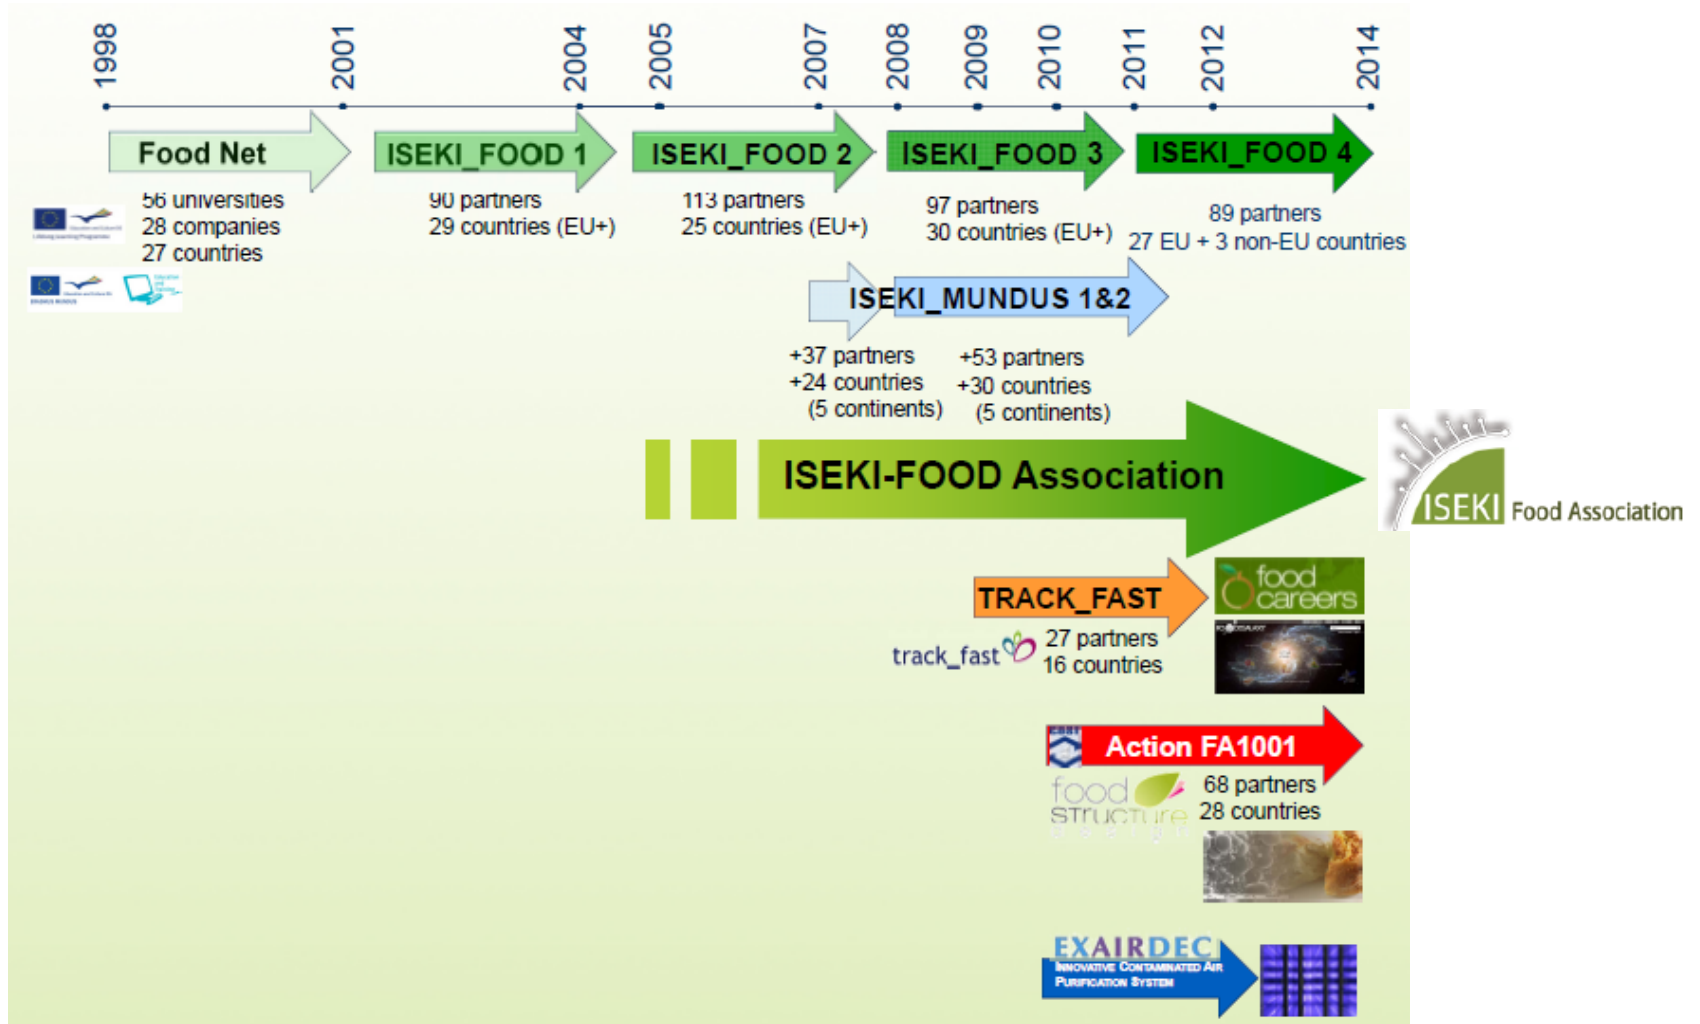 1998
2001
2004
2005
2007
2008
2009
2010
2011
2012
2014
Food Net
ISEKI_FOOD 1
ISEKI_FOOD 2
ISEKI_FOOD 3
ISEKI_FOOD 4
56 universities
28 companies
27 countries
90 partners
29 countries (EU+)
113 partners
25 countries (EU+)
97 partners
30 countries (EU+)
89 partners
27 EU + 3 non-EU countries
ISEKI_MUNDUS 1&2
+37 partners
+24 countries
(5 continents)
+53 partners
+30 countries
(5 continents)
ISEKI-FOOD Association
ISEKI Food Association
TRACK_FAST
food
careers
track_fast
27 partners
16 countries
Action FA1001
food
STRUCTURE
68 partners
28 countries
EXAIRDEC
INNOVATIVE CONTAMINATED AIR
PURIFICATION SYSTEM